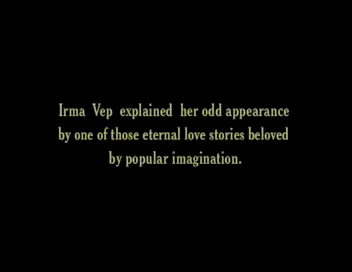 Irma Vep explained her odd appearance
by one of those eternal love stories beloved
by popular imagination.